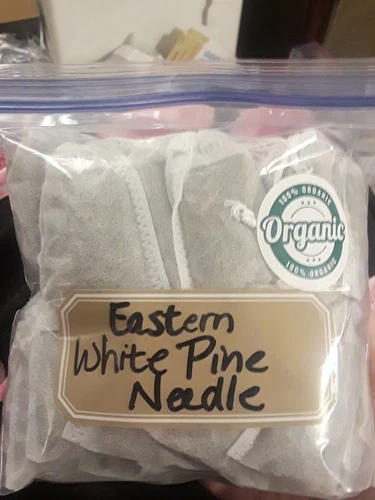 100% ORGANIC
Organic
100% ORGANIC
Eastern
White Pine
Needle